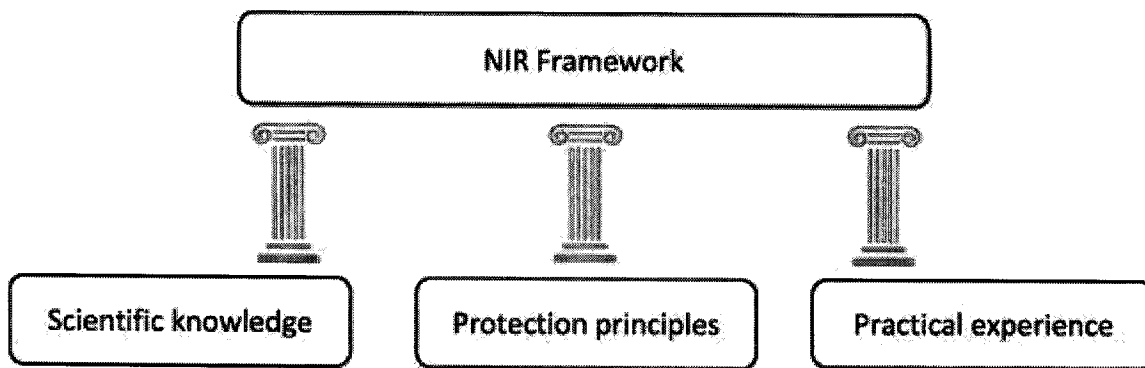 NIR Framework
Scientific knowledge
Protection principles
Practical experience